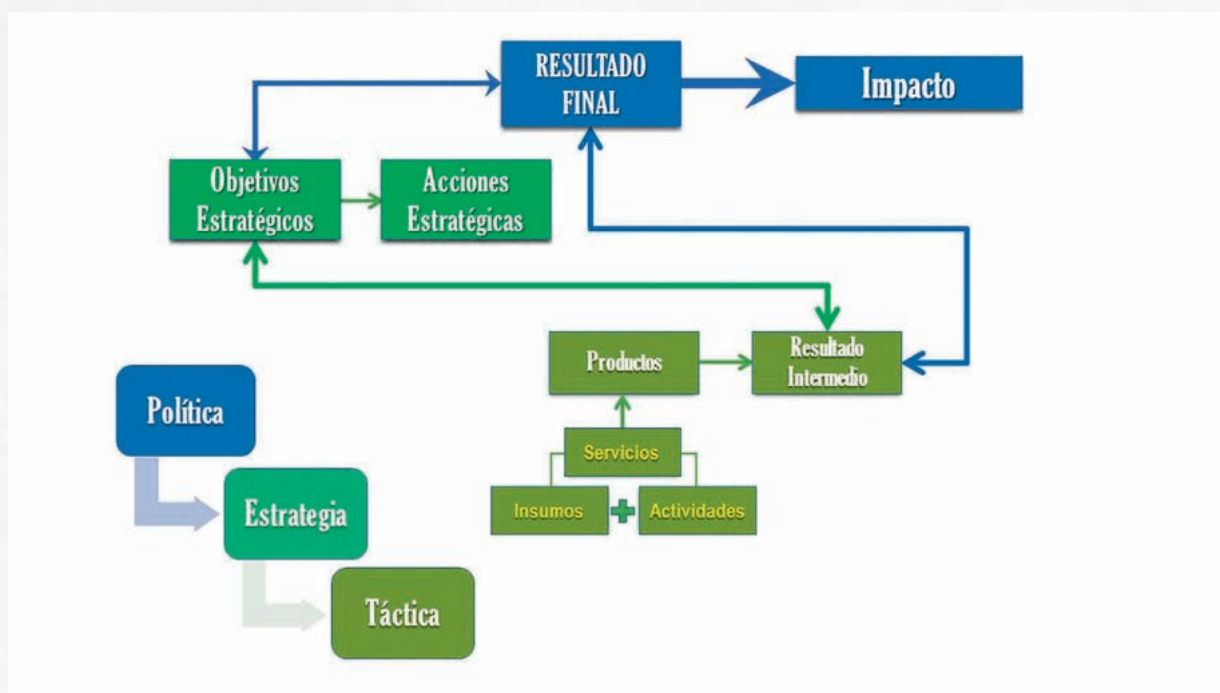 RESULTADO
FINAL
Impacto
Objetivos
Estratégicos
Acciones
Estratégicas
Productos
Resultado
Intermedio
Servicios
Insumos
Actividades
Política
Estrategia
Táctica